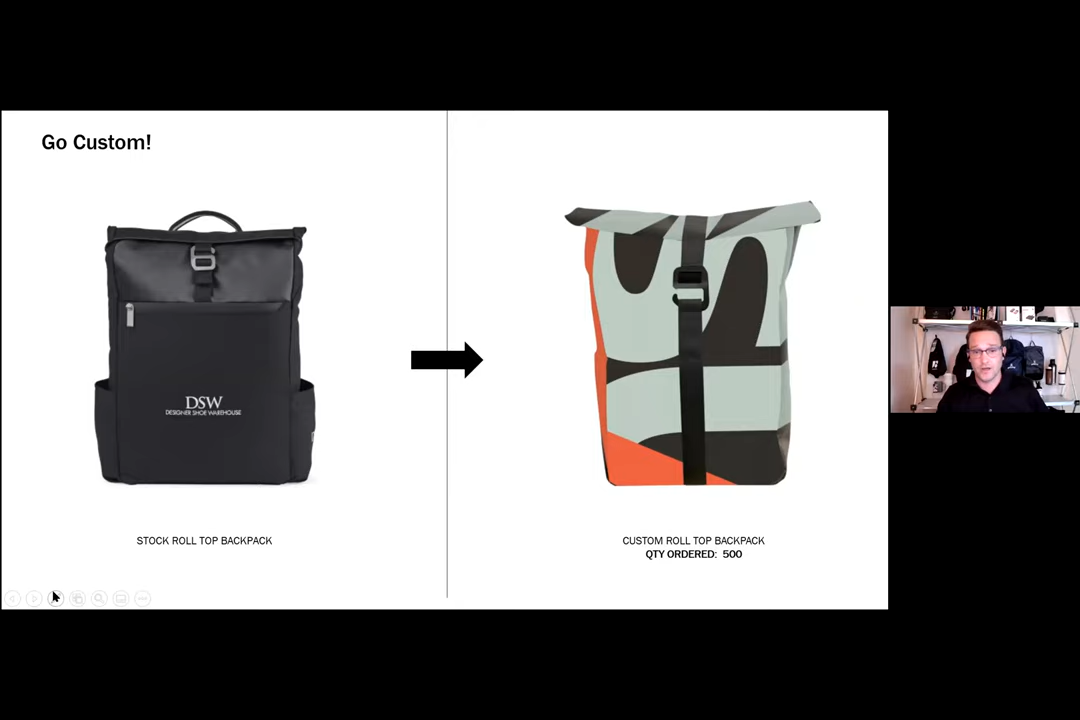 Go Custom!
DSW
DESIGNER SHOE WAREHOUSE
STOCK ROLL TOP BACKPACK
CUSTOM ROLL TOP BACKPACK
QTY ORDERED: 500